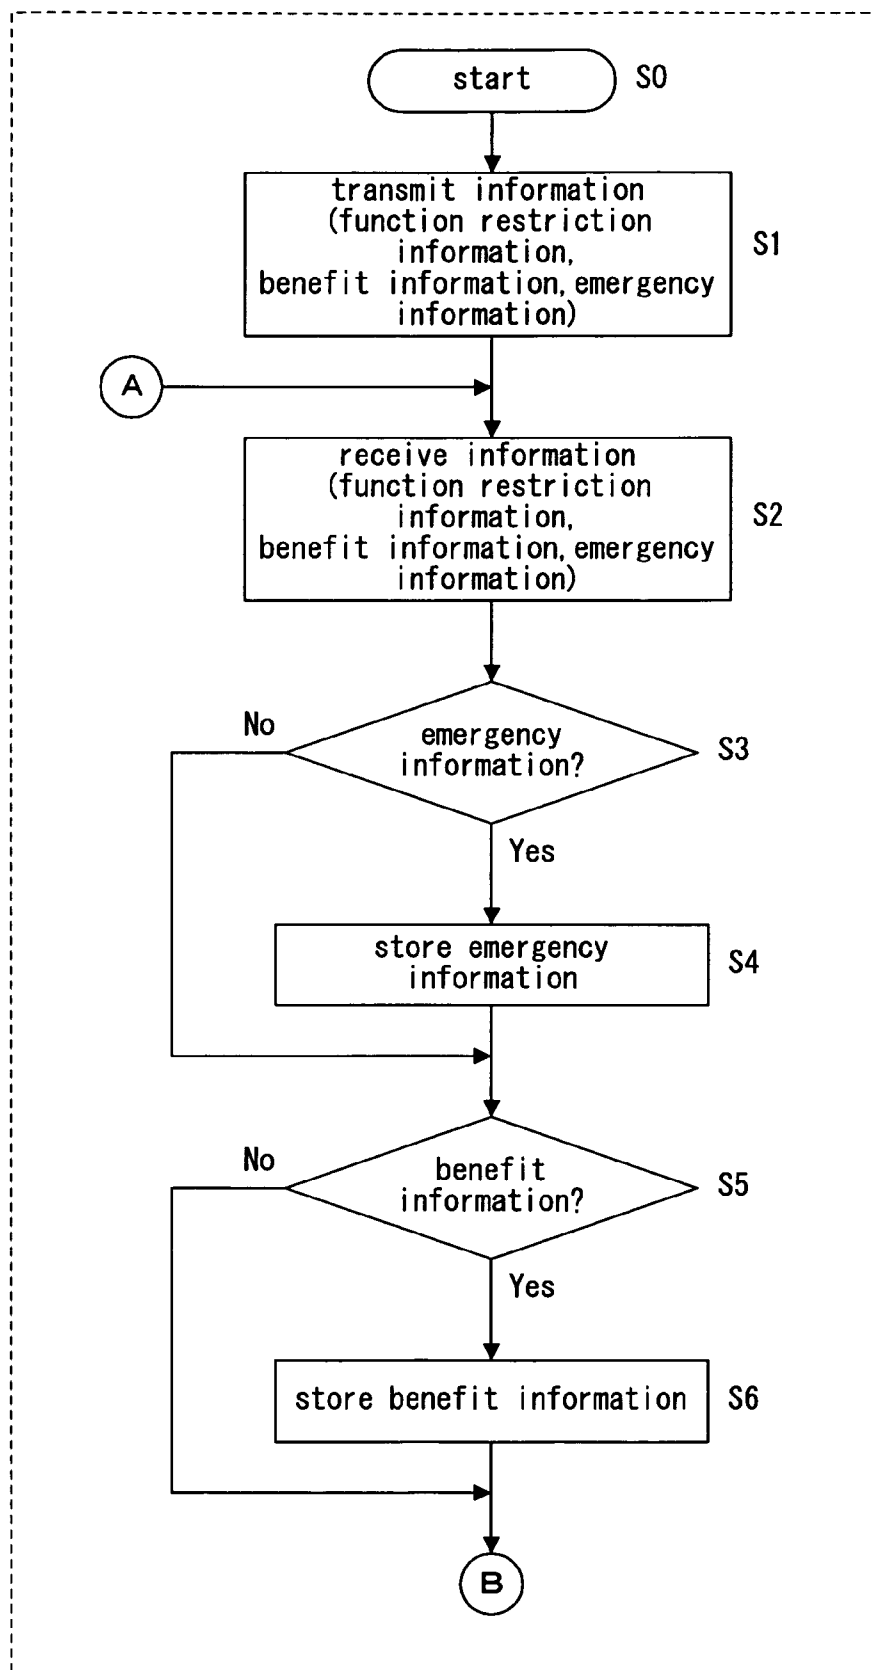 start
S0
transmit information
(function restriction
information,
benefit information, emergency
information)
S1
A
receive information
(function restriction
information,
benefit information, emergency
information)
S2
No
emergency
information?
S3
Yes
store emergency
information
S4
No
benefit
information?
S5
Yes
store benefit information
S6
B